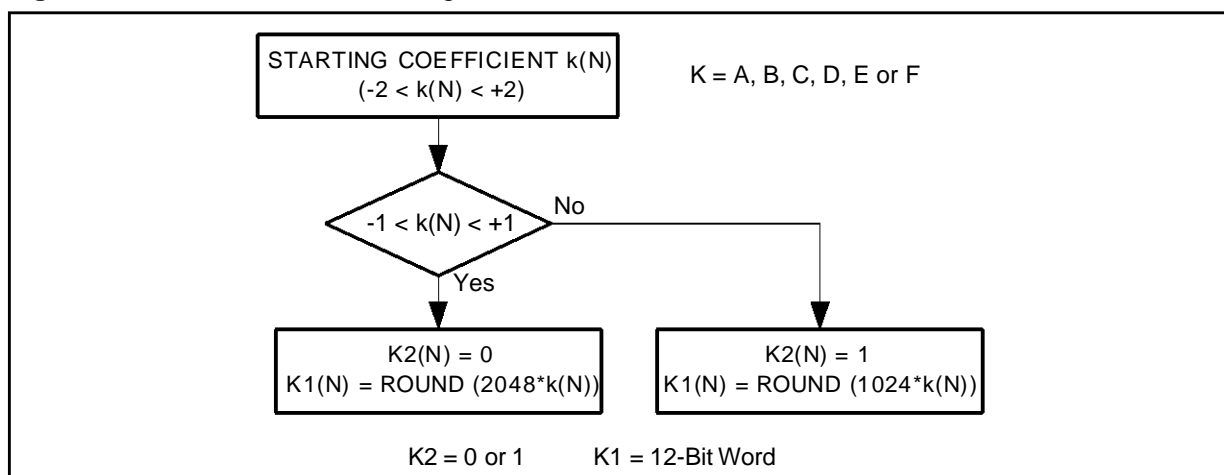 STARTING COEFFICIENT k(N)
(-2 < k(N) < +2)
K = A, B, C, D, E or F
-1 < k(N) < +1
No
Yes
K2(N) = 0
K1(N) = ROUND (2048*k(N))
K2(N) = 1
K1(N) = ROUND (1024*k(N))
K2 = 0 or 1 K1 = 12-Bit Word